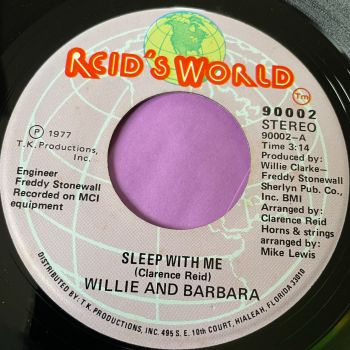 REID'S WORLD
Tm
90002
STEREO
90002-A
Time 3:14
Produced by:
Willie Clarke-
Freddy Stonewall
Sherlyn Pub. Co.,
Inc. BMI
Arranged by:
Clarence Reid
Horns & strings
arranged by:
Mike Lewis
Ⓟ 1977
T.K. Productions,
Inc.
Engineer
Freddy Stonewall
Recorded on MCI
equipment
SLEEP WITH ME
(Clarence Reid)
WILLIE AND BARBARA
DISTRIBUTED BY: T.K. PRODUCTIONS, INC. 495 S.E. 10th COURT, HIALEAH, FLORIDA 33010